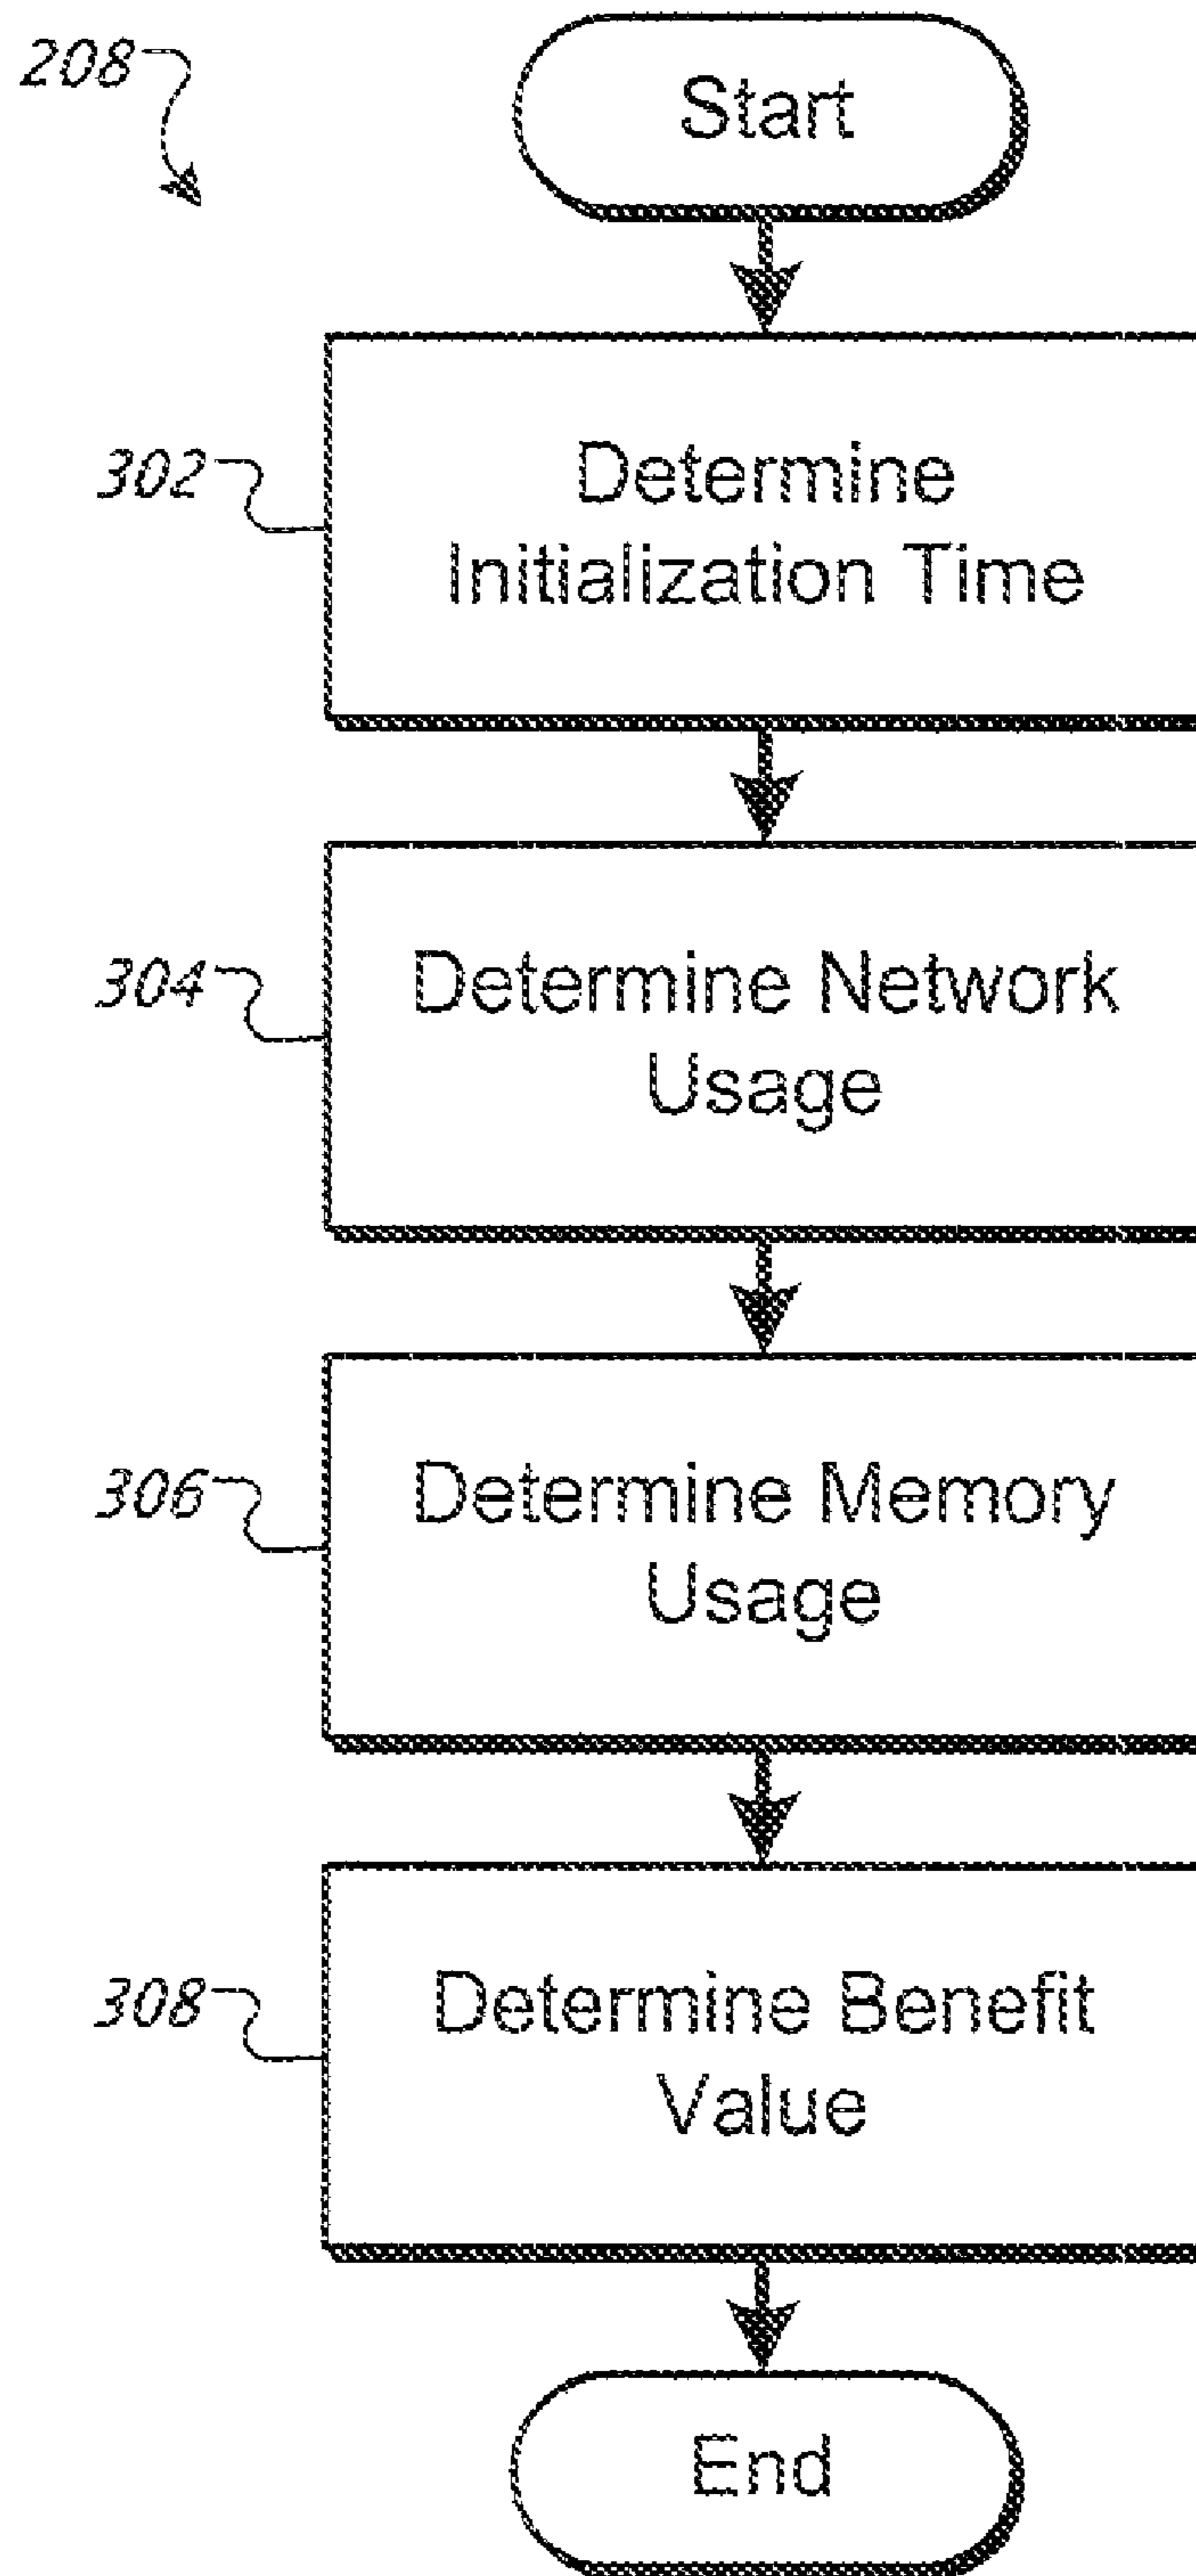 208
Start
302
Determine
Initialization Time
304
Determine Network
Usage
306
Determine Memory
Usage
308
Determine Benefit
Value
End